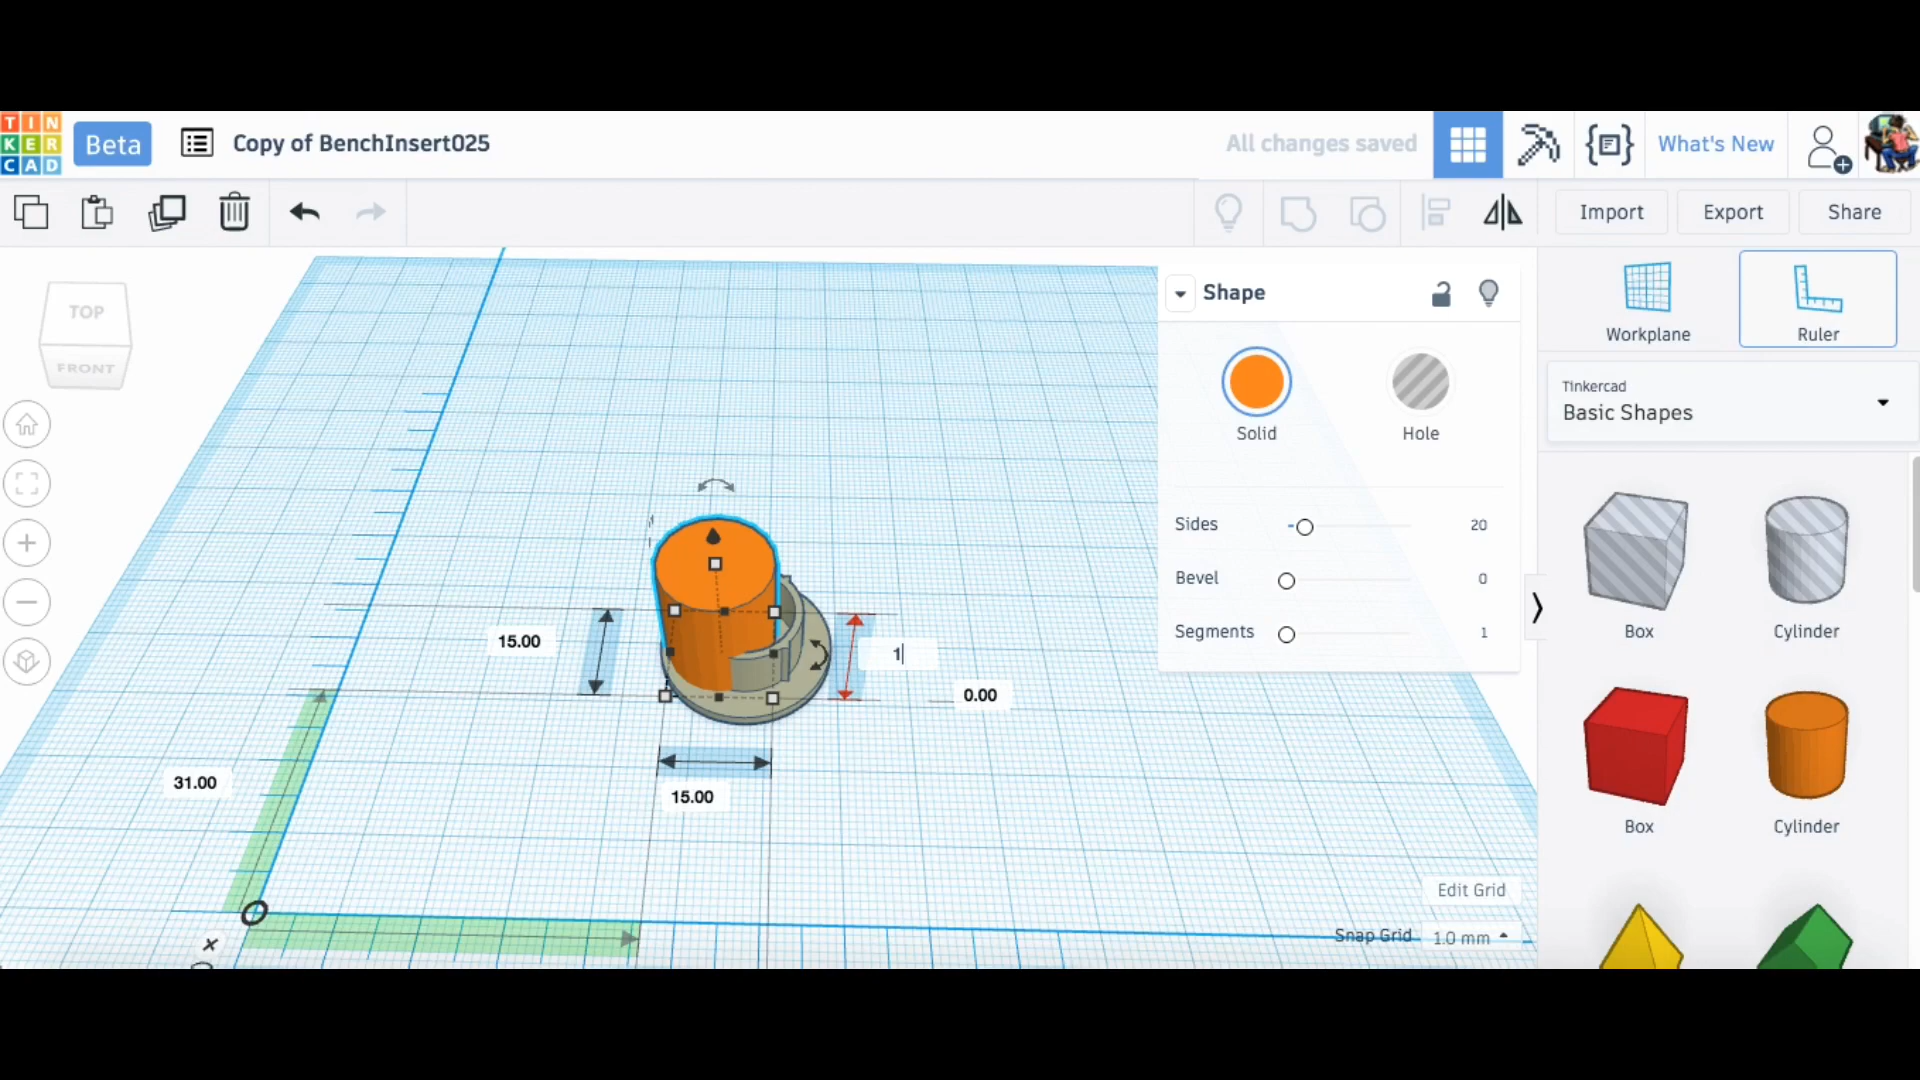 TIN
KER
CAD
Beta
Copy of BenchInsert025
All changes saved
What's New
Import
Export
Share
TOP
FRONT
Shape
Solid
Hole
Sides
20
Bevel
0
Segments
1
Workplane
Ruler
Tinkercad
Basic Shapes
Box
Cylinder
Box
Cylinder
15.00
1
0.00
31.00
15.00
Edit Grid
Snap Grid
1.0 mm